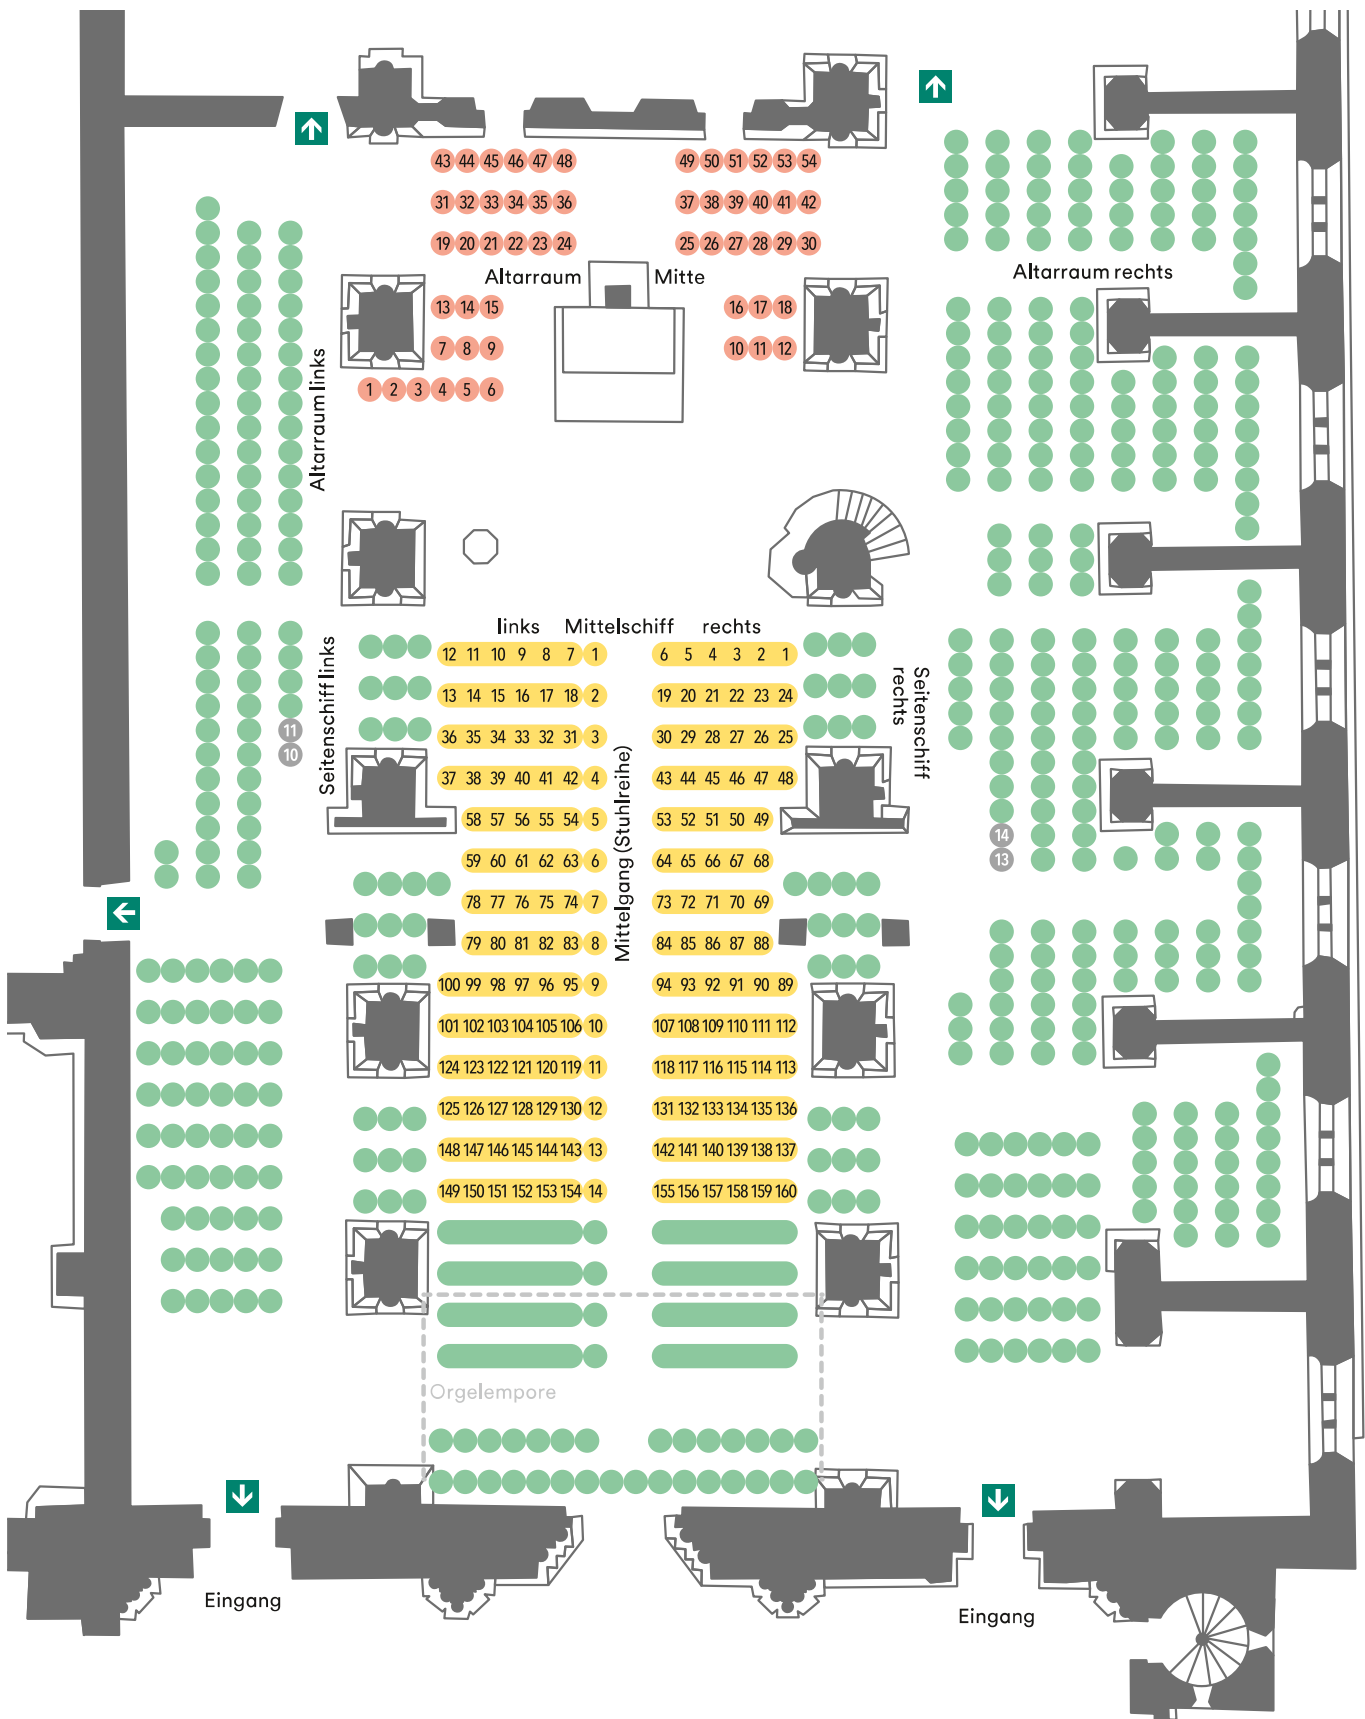 43 44 45 46 47 48 49 50 51 52 53 54
31 32 33 34 35 36 37 38 39 40 41 42
19 20 21 22 23 24 25 26 27 28 29 30
Altarraum Mitte
Altarraum rechts
13 14 15 16 17 18
7 8 9 10 11 12
1 2 3 4 5 6
Altarraum links
links Mittelschiff rechts
12 11 10 9 8 7 1 6 5 4 3 2 1
13 14 15 16 17 18 2 19 20 21 22 23 24
36 35 34 33 32 31 3 30 29 28 27 26 25
37 38 39 40 41 42 4 43 44 45 46 47 48
58 57 56 55 54 5 53 52 51 50 49
59 60 61 62 63 6 64 65 66 67 68
78 77 76 75 74 7 73 72 71 70 69
79 80 81 82 83 8 84 85 86 87 88
100 99 98 97 96 95 9 94 93 92 91 90 89
101 102 103 104 105 106 10 107 108 109 110 111 112
124 123 122 121 120 119 11 118 117 116 115 114 113
125 126 127 128 129 130 12 131 132 133 134 135 136
148 147 146 145 144 143 13 142 141 140 139 138 137
149 150 151 152 153 154 14 155 156 157 158 159 160
Seitenschiff links
11
10
Mittelgang (Stuhlreihe)
Seitenschiff
rechts
14
13
Orgelempore
Eingang
Eingang